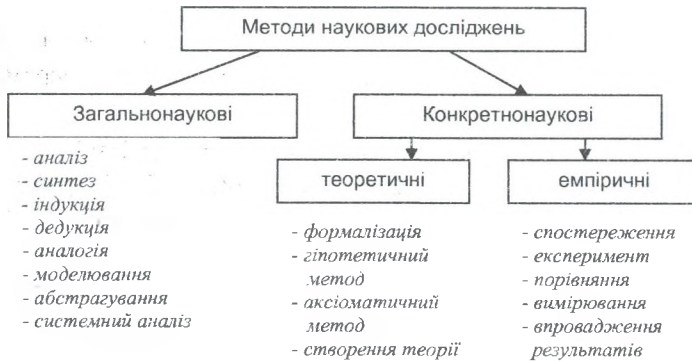 Методи наукових досліджень
Загальнонаукові
Конкретнонаукові
- аналіз
- синтез
- індукція
- дедукція
- аналогія
- моделювання
- абстрагування
- системний аналіз
теоретичні
- формалізація
- гіпотетичний
метод
- аксіоматичний
метод
- створення теорії
емпіричні
- спостереження
- експеримент
- порівняння
- вимірювання
- впровадження
результатів